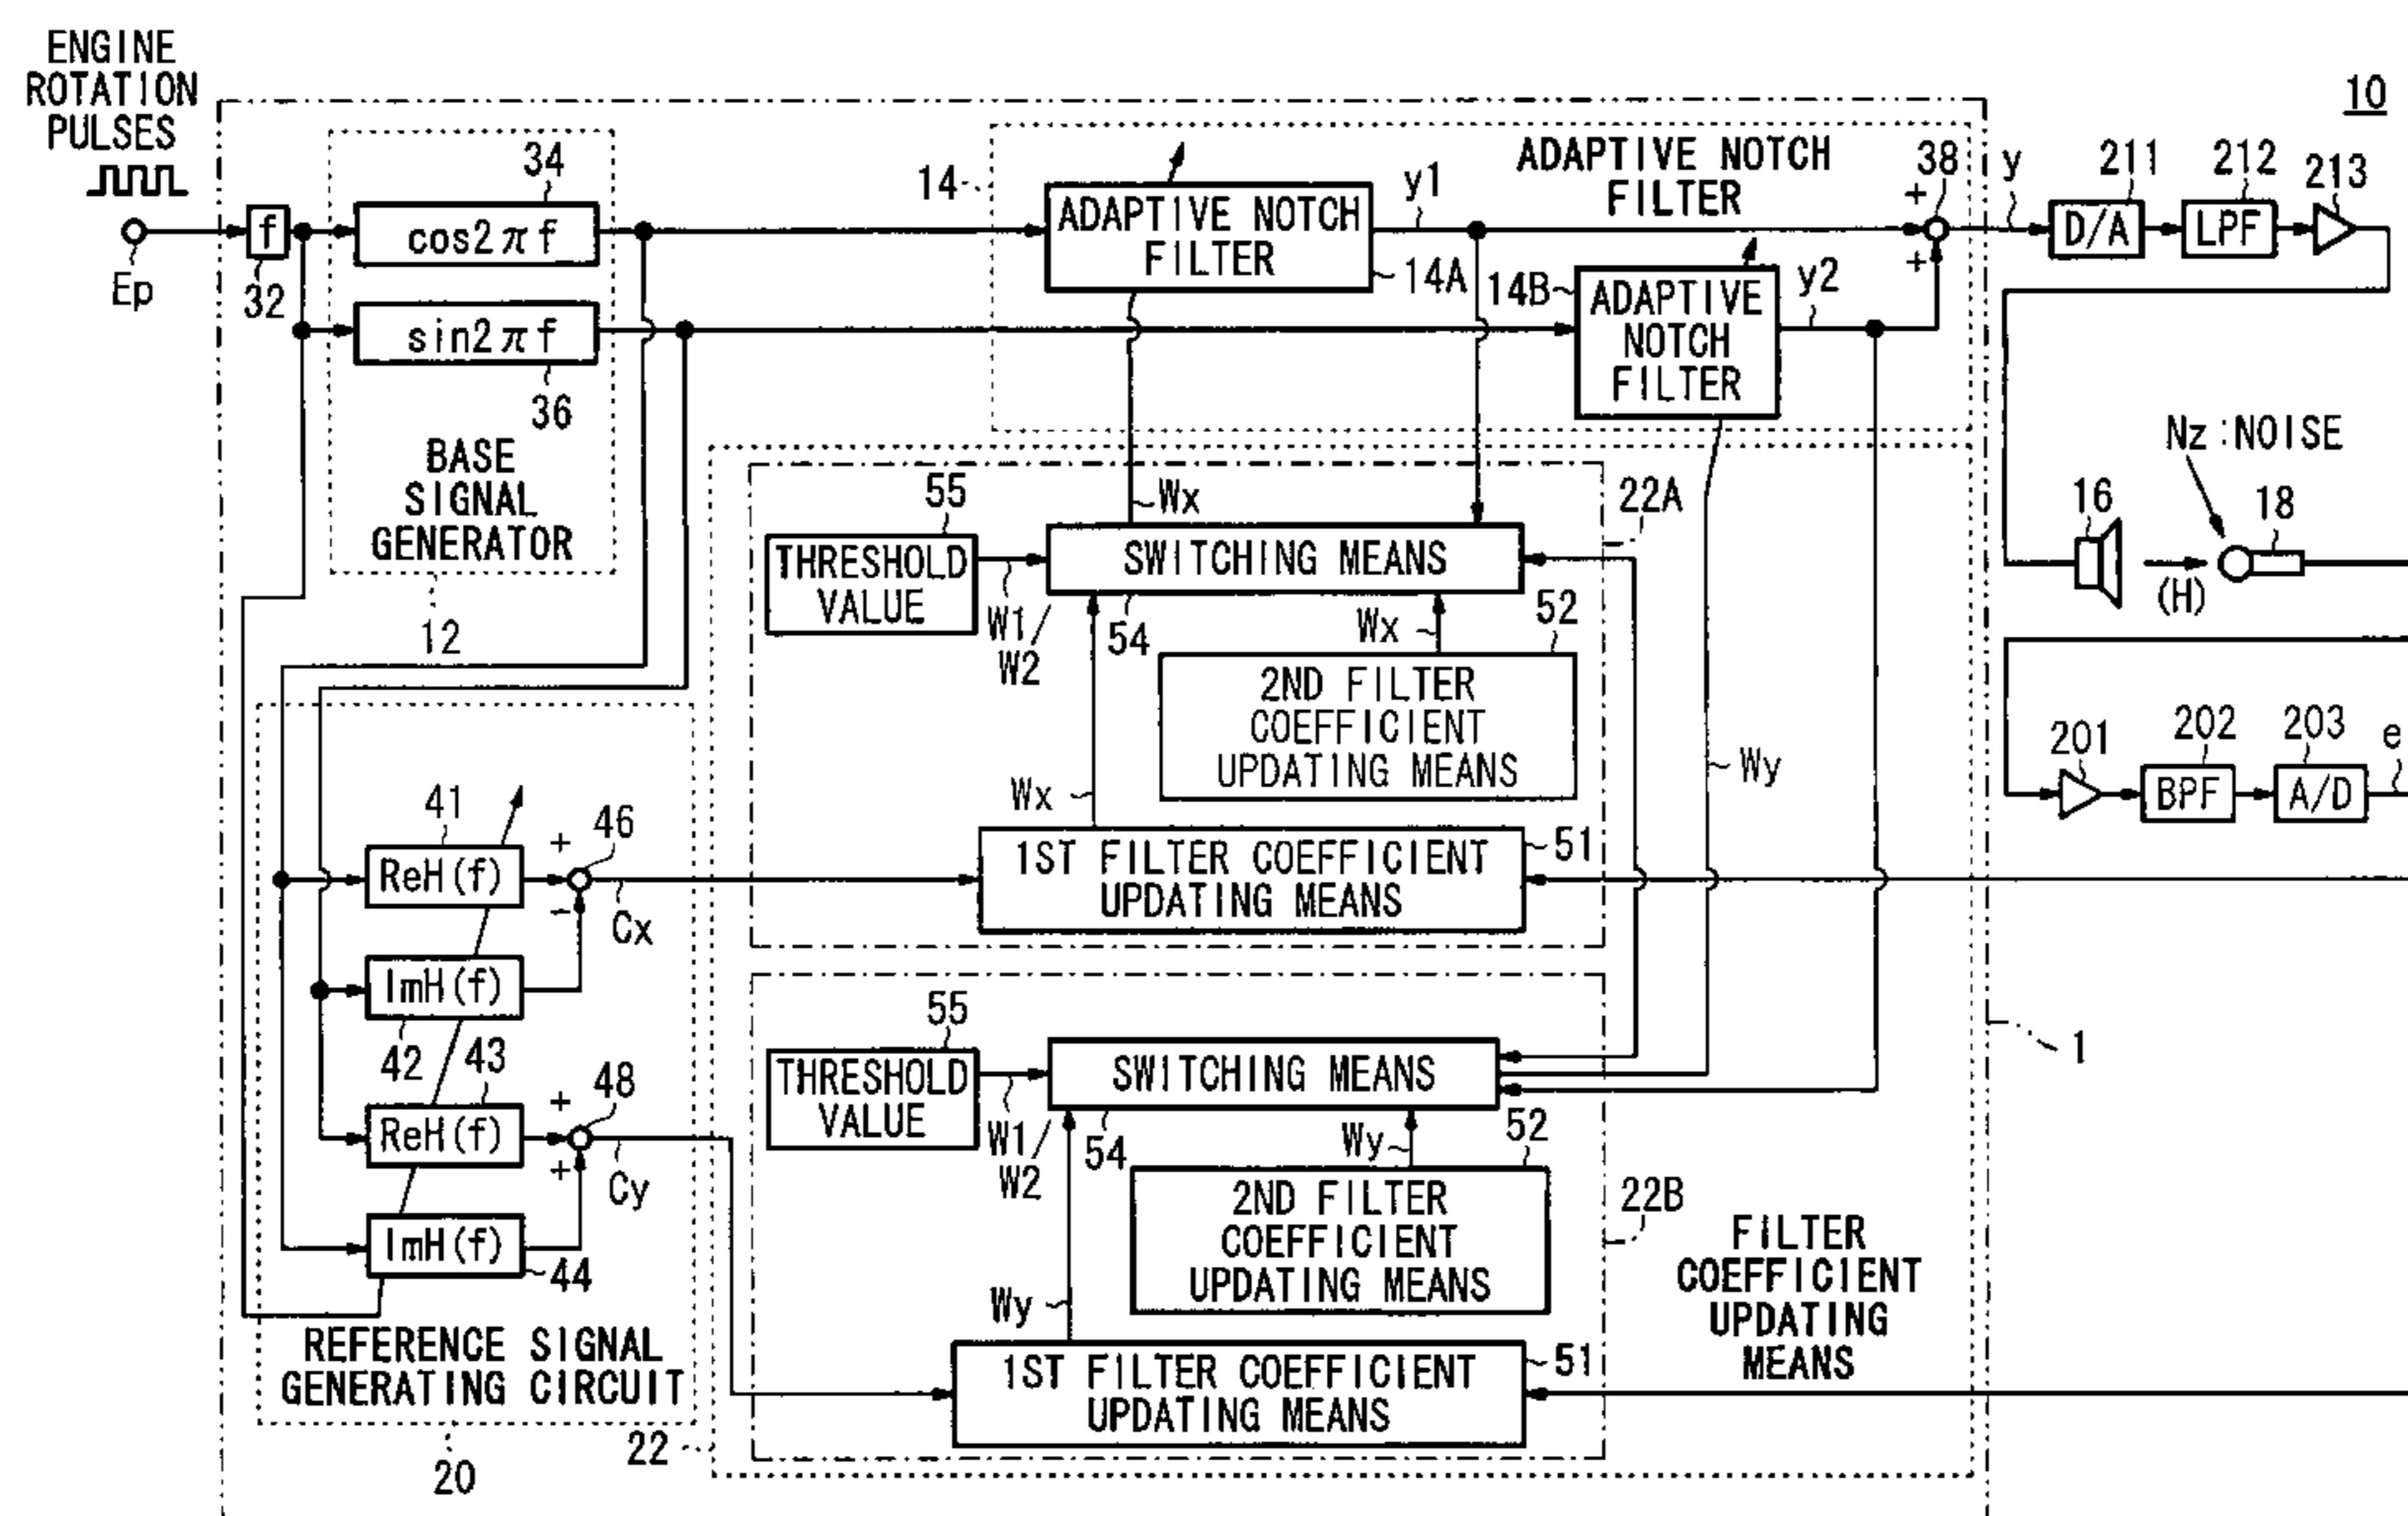 ENGINE
ROTATION
PULSES
Ep
f
32
34
cos2πf
sin2πf
36
BASE
SIGNAL
GENERATOR
12
10
14
ADAPTIVE NOTCH
FILTER
ADAPTIVE NOTCH
FILTER
14A
y1
14B
ADAPTIVE
NOTCH
FILTER
y2
+
+
38
y
211
D/A
212
LPF
213
Nz:NOISE
16
(H)
18
201
202
BPF
203
A/D
e
55
THRESHOLD
VALUE
W1
W2
Wx
SWITCHING MEANS
54
22A
Wx
52
2ND FILTER
COEFFICIENT
UPDATING MEANS
Wx
1ST FILTER COEFFICIENT
UPDATING MEANS
51
Wy
41
ReH(f)
+
-
46
Cx
ImH(f)
42
43
ReH(f)
+
+
48
Cy
ImH(f)
44
REFERENCE SIGNAL
GENERATING CIRCUIT
20
22
55
THRESHOLD
VALUE
W1
W2
SWITCHING MEANS
54
Wy
52
2ND FILTER
COEFFICIENT
UPDATING MEANS
22B
Wy
1ST FILTER COEFFICIENT
UPDATING MEANS
51
FILTER
COEFFICIENT
UPDATING
MEANS
1